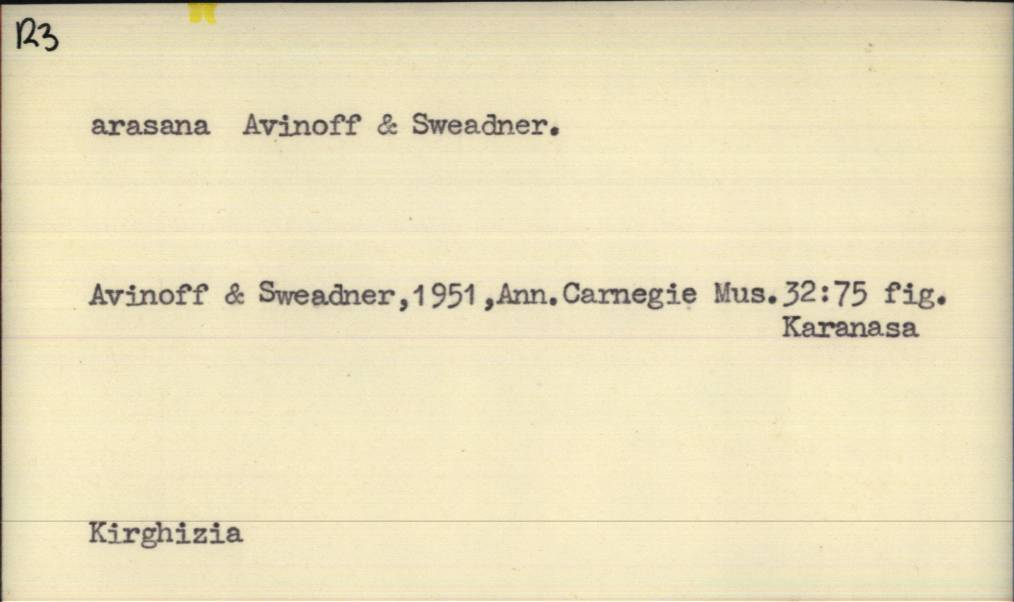 R3
arasana Avinoff & Sweadner.
Avinoff & Sweadner,1951,Ann.Carnegie Mus.32:75 fig.
Karanasa
Kirghizia